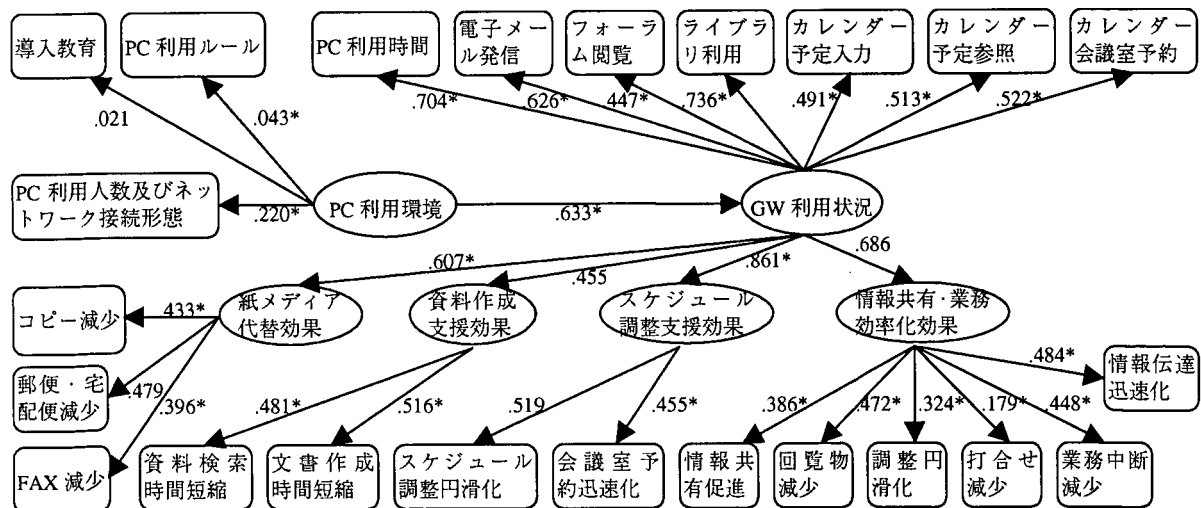 導入教育
PC 利用ルール
PC 利用時間
電子メー
ル発信
フォーラ
ム閲覧
ライブラ
リ利用
カレンダー
予定入力
カレンダー
予定参照
カレンダー
会議室予約
.021
.043*
.704*
.626*
.447*
.736*
.491*
.513*
.522*
PC 利用人数及びネッ
トワーク接続形態
.220*
PC 利用環境
.633*
GW 利用状況
.607*
.455
.861*
.686
コピー減少
.433*
紙メディア
代替効果
資料作成
支援効果
スケジュール
調整支援効果
情報共有・業務
効率化効果
.484*
情報伝達
迅速化
郵便・宅
配便減少
.479
.396*
.481*
.516*
.519
.455*
.386*
.472*
.324*
.179*
.448*
FAX 減少
資料検索
時間短縮
文書作成
時間短縮
スケジュール
調整円滑化
会議室予
約迅速化
情報共
有促進
回覧物
減少
調整円
滑化
打合せ
減少
業務中断
減少